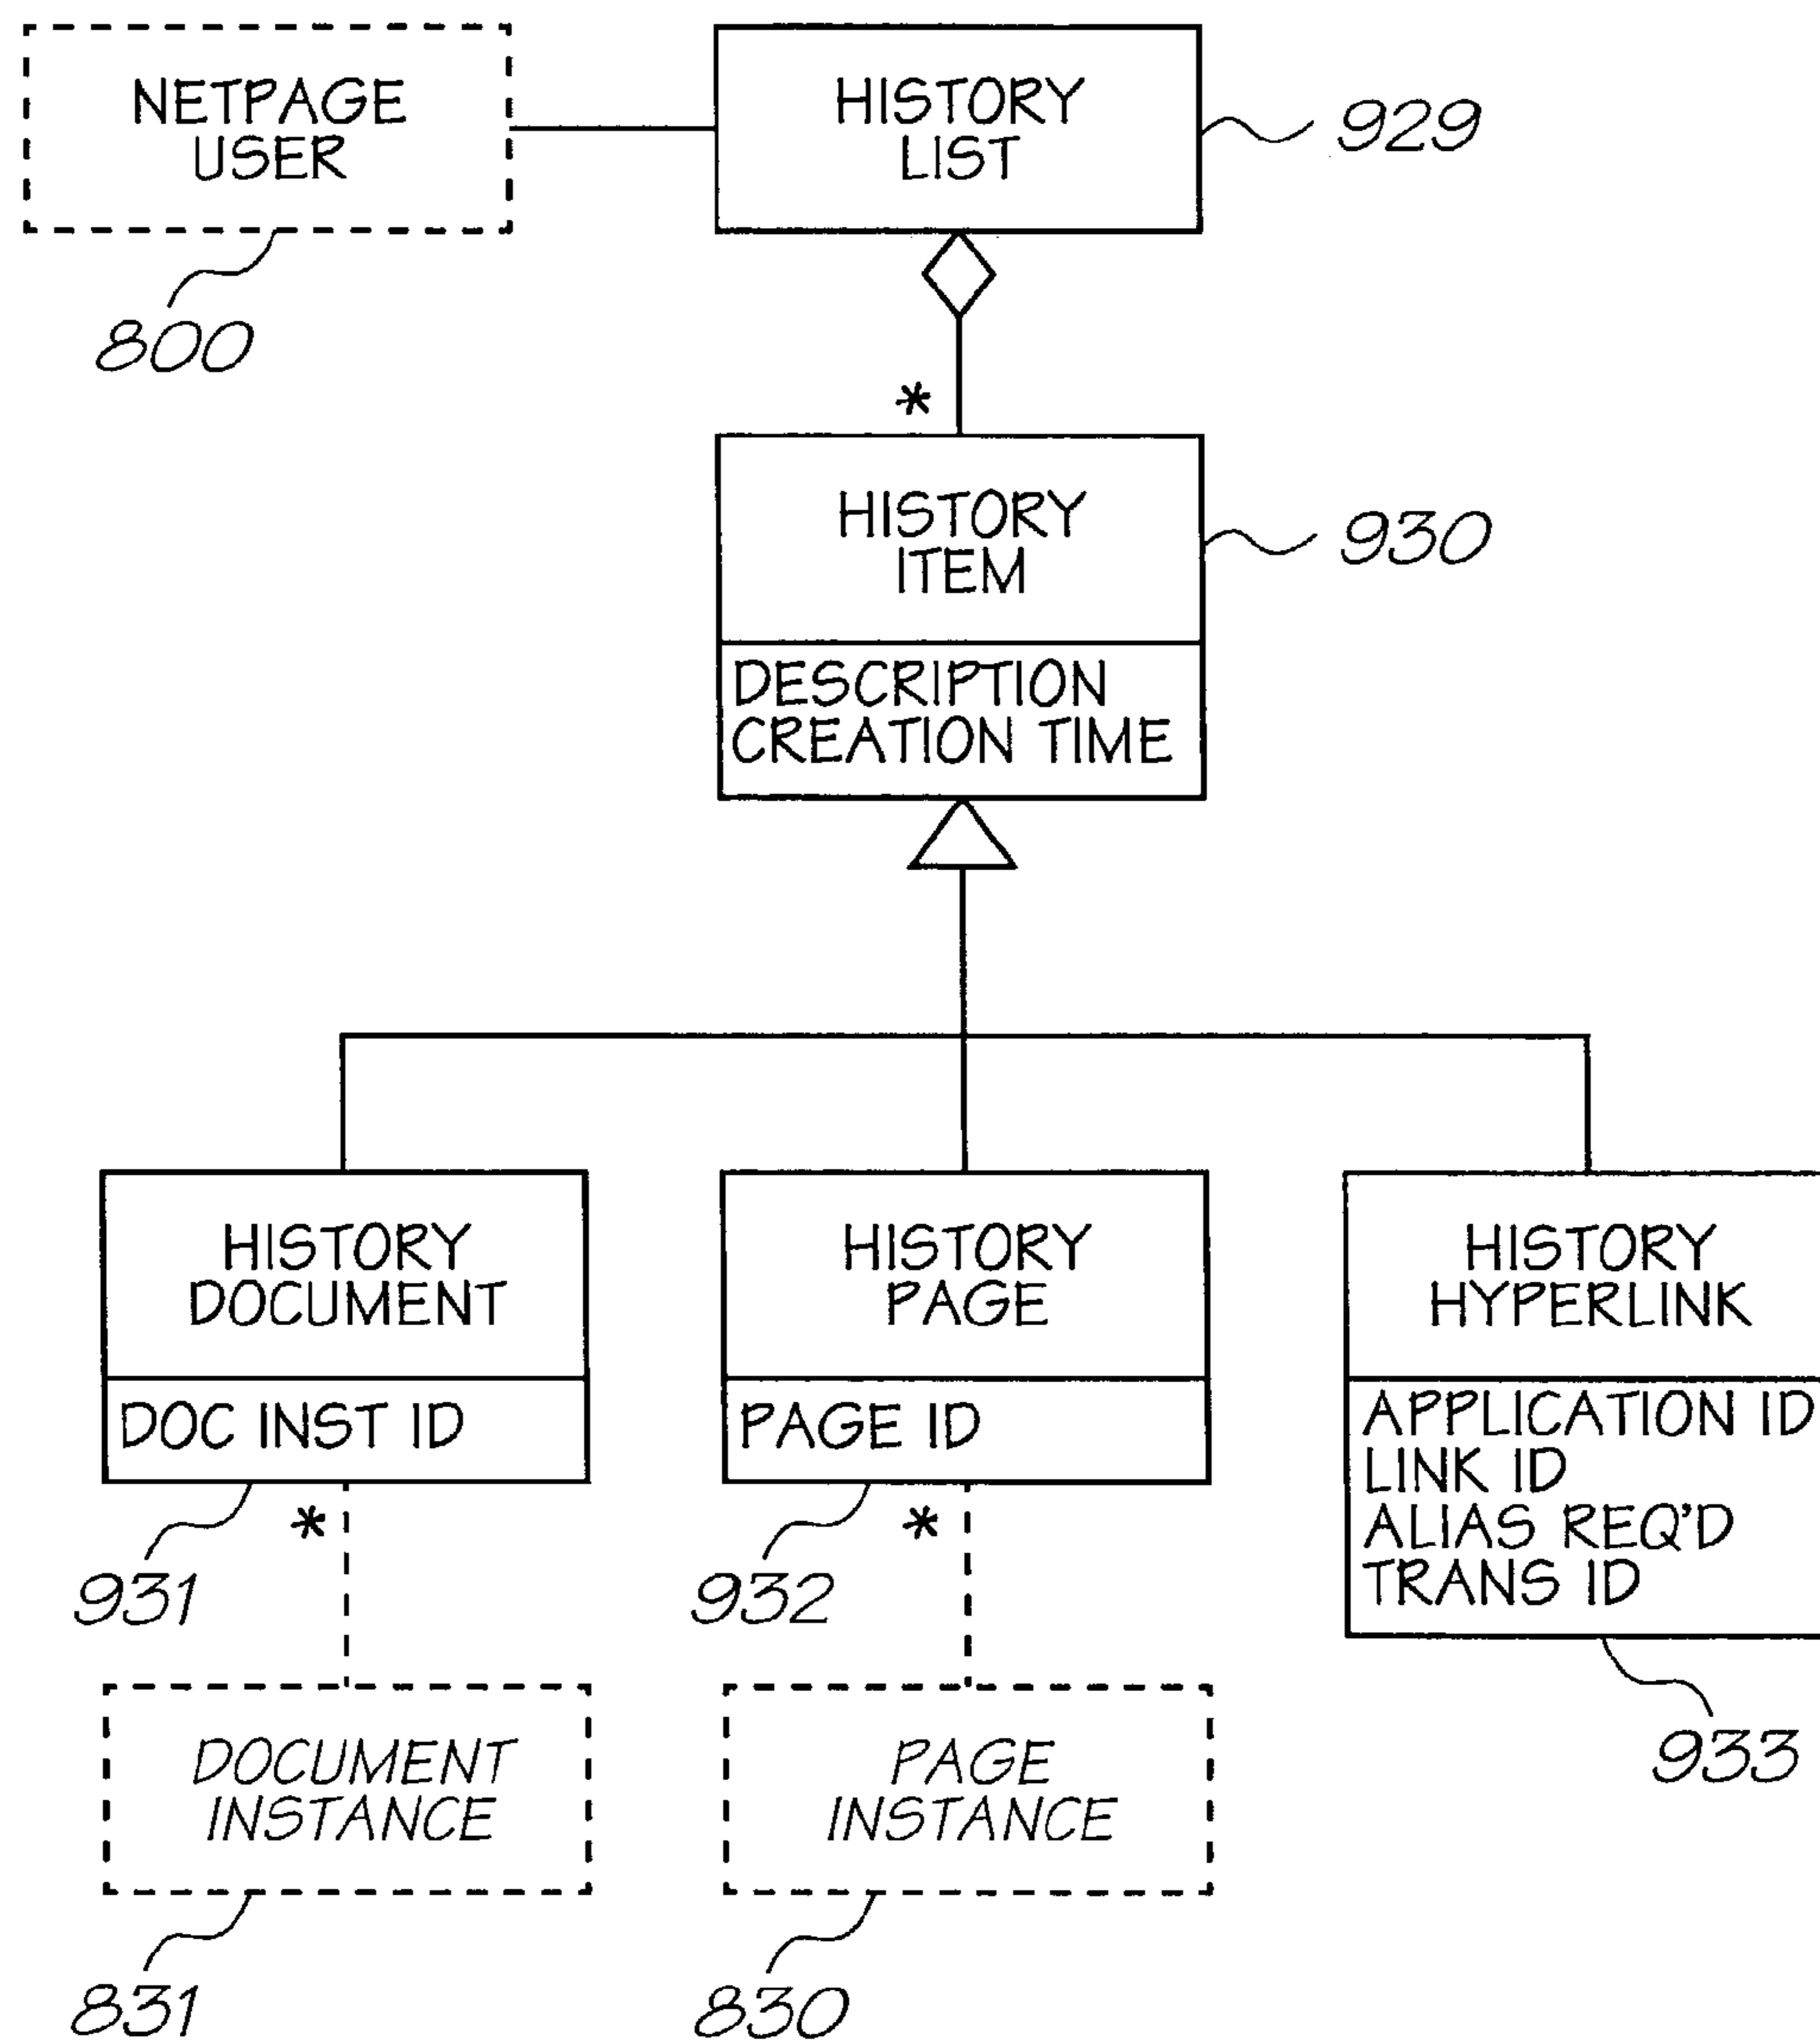 NETPAGE
USER
HISTORY
LIST
929
800
*
HISTORY
ITEM
930
DESCRIPTION
CREATION TIME
HISTORY
DOCUMENT
HISTORY
PAGE
HISTORY
HYPERLINK
DOC INST ID
PAGE ID
APPLICATION ID
LINK ID
ALIAS REQ'D
TRANS ID
*
*
931
932
933
DOCUMENT
INSTANCE
PAGE
INSTANCE
831
830